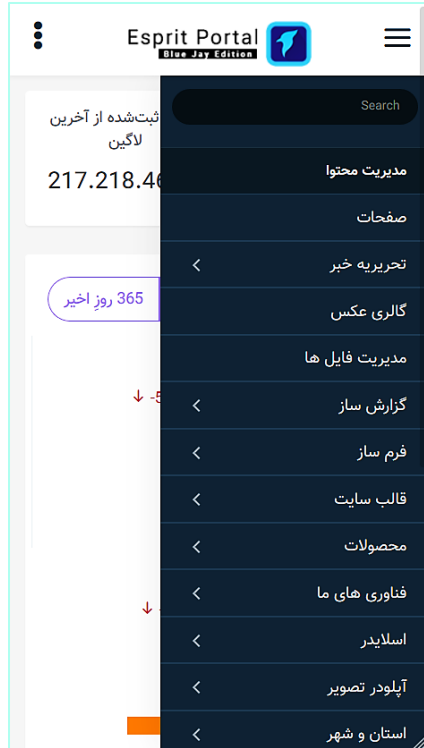 Esprit Portal
Blue Jay Edition
ثبت‌شده از آخرین
لاگین
217.218.4
365 روزِ اخیر
Search
مدیریت محتوا
صفحات
تحریریه خبر
گالری عکس
مدیریت فایل ها
گزارش ساز
فرم ساز
قالب سایت
محصولات
فناوری های ما
اسلایدر
آپلودر تصویر
استان و شهر